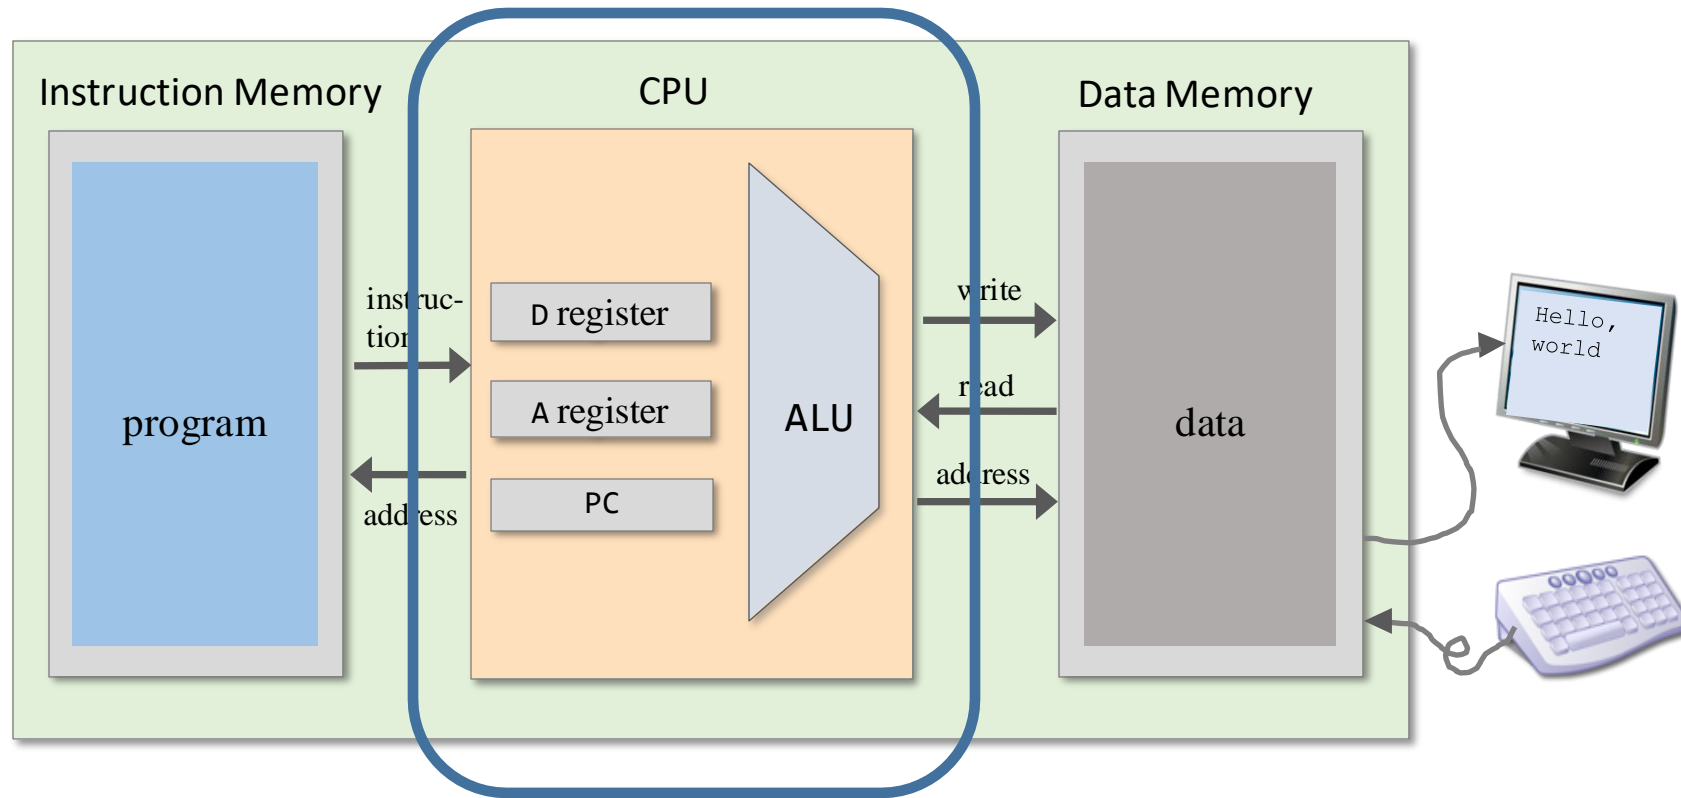 Instruction Memory
CPU
Data Memory
program
instruc-
tion
address
D register
A register
PC
ALU
write
read
address
data
Hello,
world